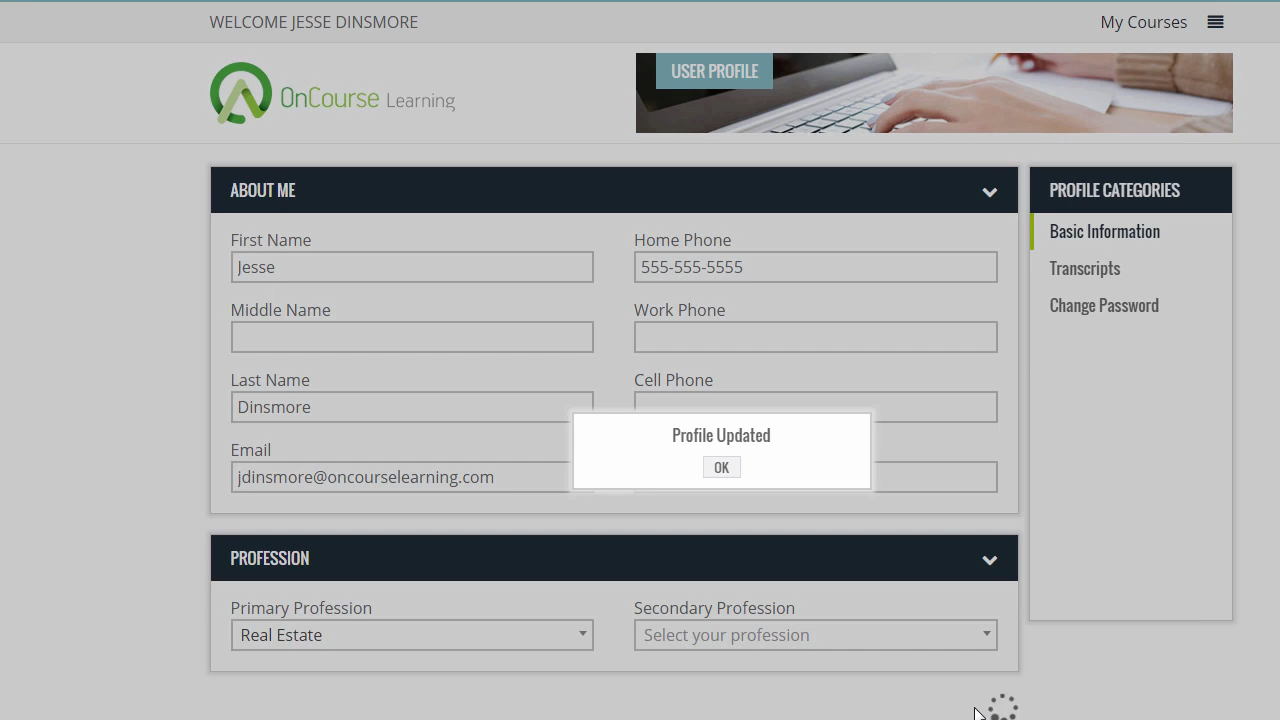 WELCOME JESSE DINSMORE
My Courses
OnCourse Learning
USER PROFILE
ABOUT ME
First Name
Jesse
Home Phone
555-555-5555
Middle Name
Work Phone
Last Name
Dinsmore
Cell Phone
Email
jdinsmore@oncourselearning.com
Profile Updated
OK
PROFESSION
Primary Profession
Real Estate
Secondary Profession
Select your profession
PROFILE CATEGORIES
Basic Information
Transcripts
Change Password